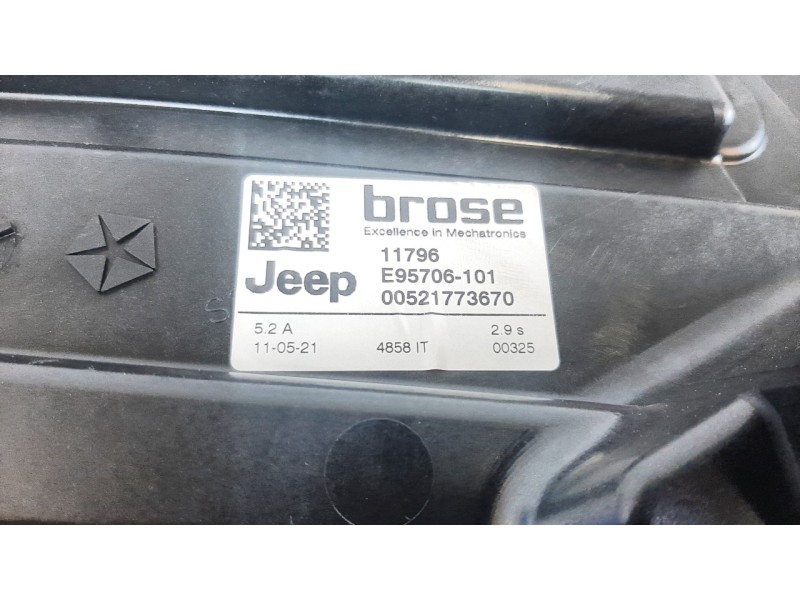 brose
Excellence in Mechatronics
11796
Jeep E95706-101
00521773670
5.2 A 2.9 s
11-05-21 4858 IT 00325
S